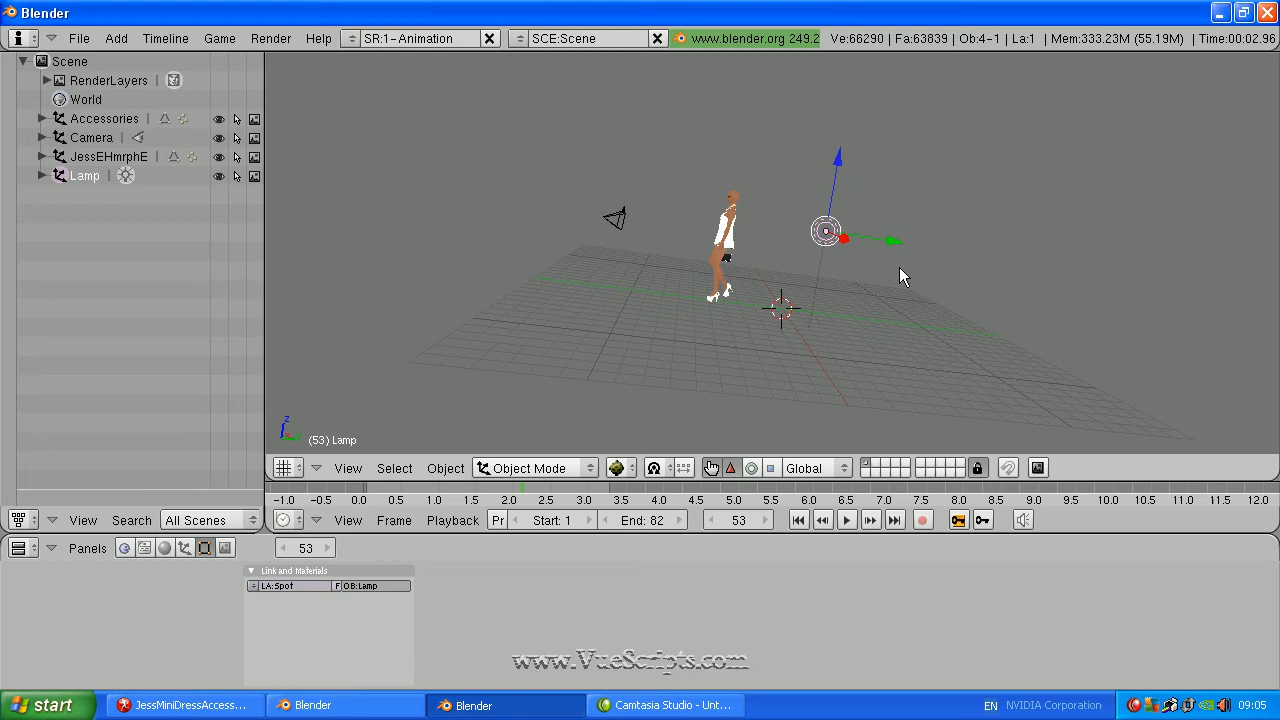 Blender
File Add Timeline Game Render Help SR:1-Animation SCE:Scene www.blender.org 249.2 Ve:66290 | Fa:63839 | Ob:4-1 | La:1 | Mem:333.23M (55.19M) | Time:00:02.96
Scene
RenderLayers
World
Accessories
Camera
JessEHmrphE
Lamp
z
(53) Lamp
View Select Object Object Mode Global
-1.0 -0.5 0.0 0.5 1.0 1.5 2.0 2.5 3.0 3.5 4.0 4.5 5.0 5.5 6.0 6.5 7.0 7.5 8.0 8.5 9.0 9.5 10.0 10.5 11.0 11.5 12.0
View Search All Scenes View Frame Playback Pr Start: 1 End: 82 53
Panels 53
Link and Materials
LA:Spot F OB:Lamp
www.VueScripts.com
start JessMiniDressAccess... Blender Blender Camtasia Studio - Unt... EN NVIDIA Corporation 09:05